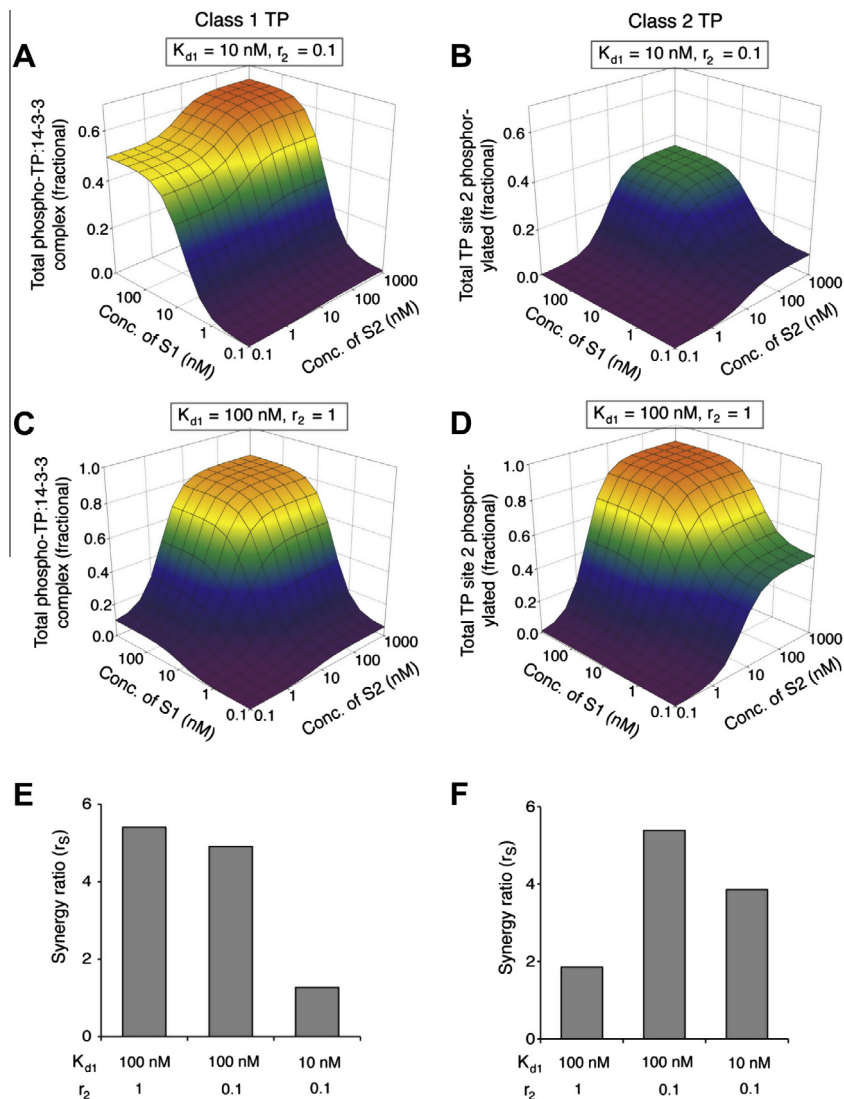 Class 1 TP
Class 2 TP
A
K_d1 = 10 nM, r_2 = 0.1
Total phospho-TP:14-3-3
complex (fractional)
0.6
0.4
0.2
0.0
100
10
1
0.1
Conc. of S1 (nM)
0.1
1
10
100
1000
Conc. of S2 (nM)
B
K_d1 = 10 nM, r_2 = 0.1
Total TP site 2 phosphor-
ylated (fractional)
0.6
0.4
0.2
0.0
100
10
1
0.1
Conc. of S1 (nM)
0.1
1
10
100
1000
Conc. of S2 (nM)
C
K_d1 = 100 nM, r_2 = 1
Total phospho-TP:14-3-3
complex (fractional)
1.0
0.8
0.6
0.4
0.2
0.0
100
10
1
0.1
Conc. of S1 (nM)
0.1
1
10
100
1000
Conc. of S2 (nM)
D
K_d1 = 100 nM, r_2 = 1
Total TP site 2 phosphor-
ylated (fractional)
1.0
0.8
0.6
0.4
0.2
0.0
100
10
1
0.1
Conc. of S1 (nM)
0.1
1
10
100
1000
Conc. of S2 (nM)
E
Synergy ratio (r_S)
6
4
2
0
K_d1 100 nM 100 nM 10 nM
r_2 1 0.1 0.1
F
Synergy ratio (r_S)
6
4
2
0
K_d1 100 nM 100 nM 10 nM
r_2 1 0.1 0.1